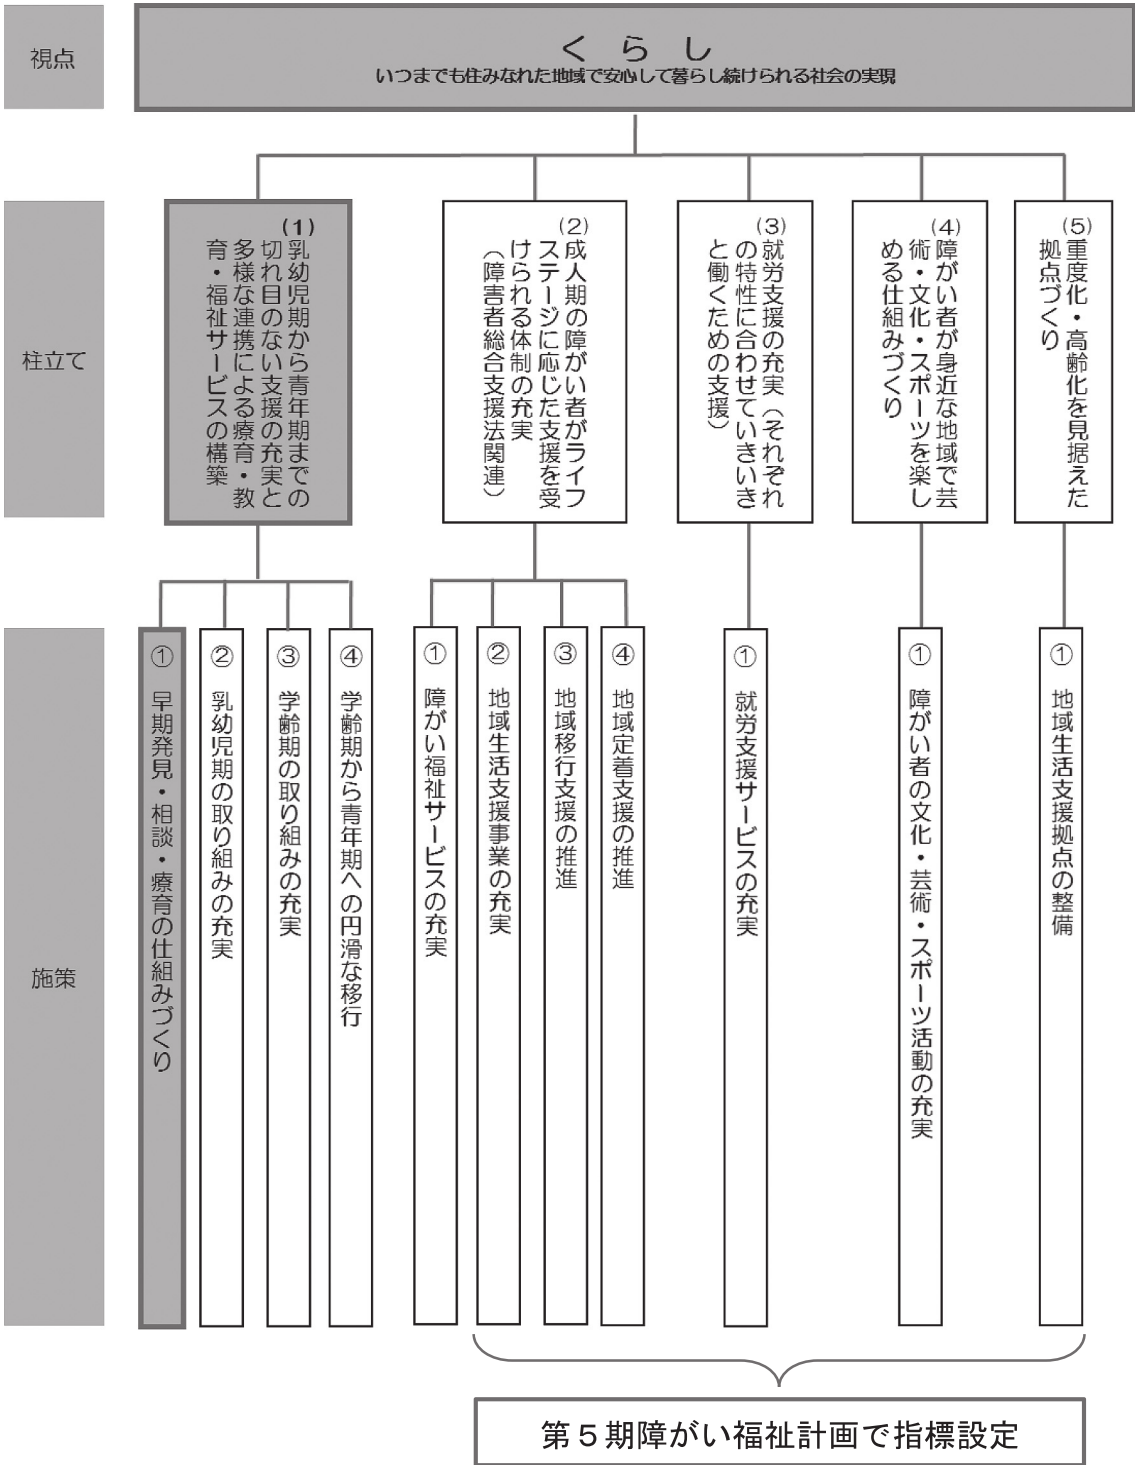 視点
くらし
いつまでも住みなれた地域で安心して暮らし続けられる社会の実現
柱立て
(1)
乳幼児期から青年期までの
切れ目のない支援の充実と
多様な連携による療育・教
育・福祉サービスの構築
(2)
成人期の障がい者がライフ
ステージに応じた支援を受
けられる体制の充実
（障害者総合支援法関連）
(3)
就労支援の充実（それぞれ
の特性に合わせていきいき
と働くための支援）
(4)
障がい者が身近な地域で芸
術・文化・スポーツを楽し
める仕組みづくり
(5)
重度化・高齢化を見据えた
拠点づくり
施策
① 早期発見・相談・療育の仕組みづくり
② 乳幼児期の取り組みの充実
③ 学齢期の取り組みの充実
④ 学齢期から青年期への円滑な移行
① 障がい福祉サービスの充実
② 地域生活支援事業の充実
③ 地域移行支援の推進
④ 地域定着支援の推進
① 就労支援サービスの充実
① 障がい者の文化・芸術・スポーツ活動の充実
① 地域生活支援拠点の整備
第５期障がい福祉計画で指標設定